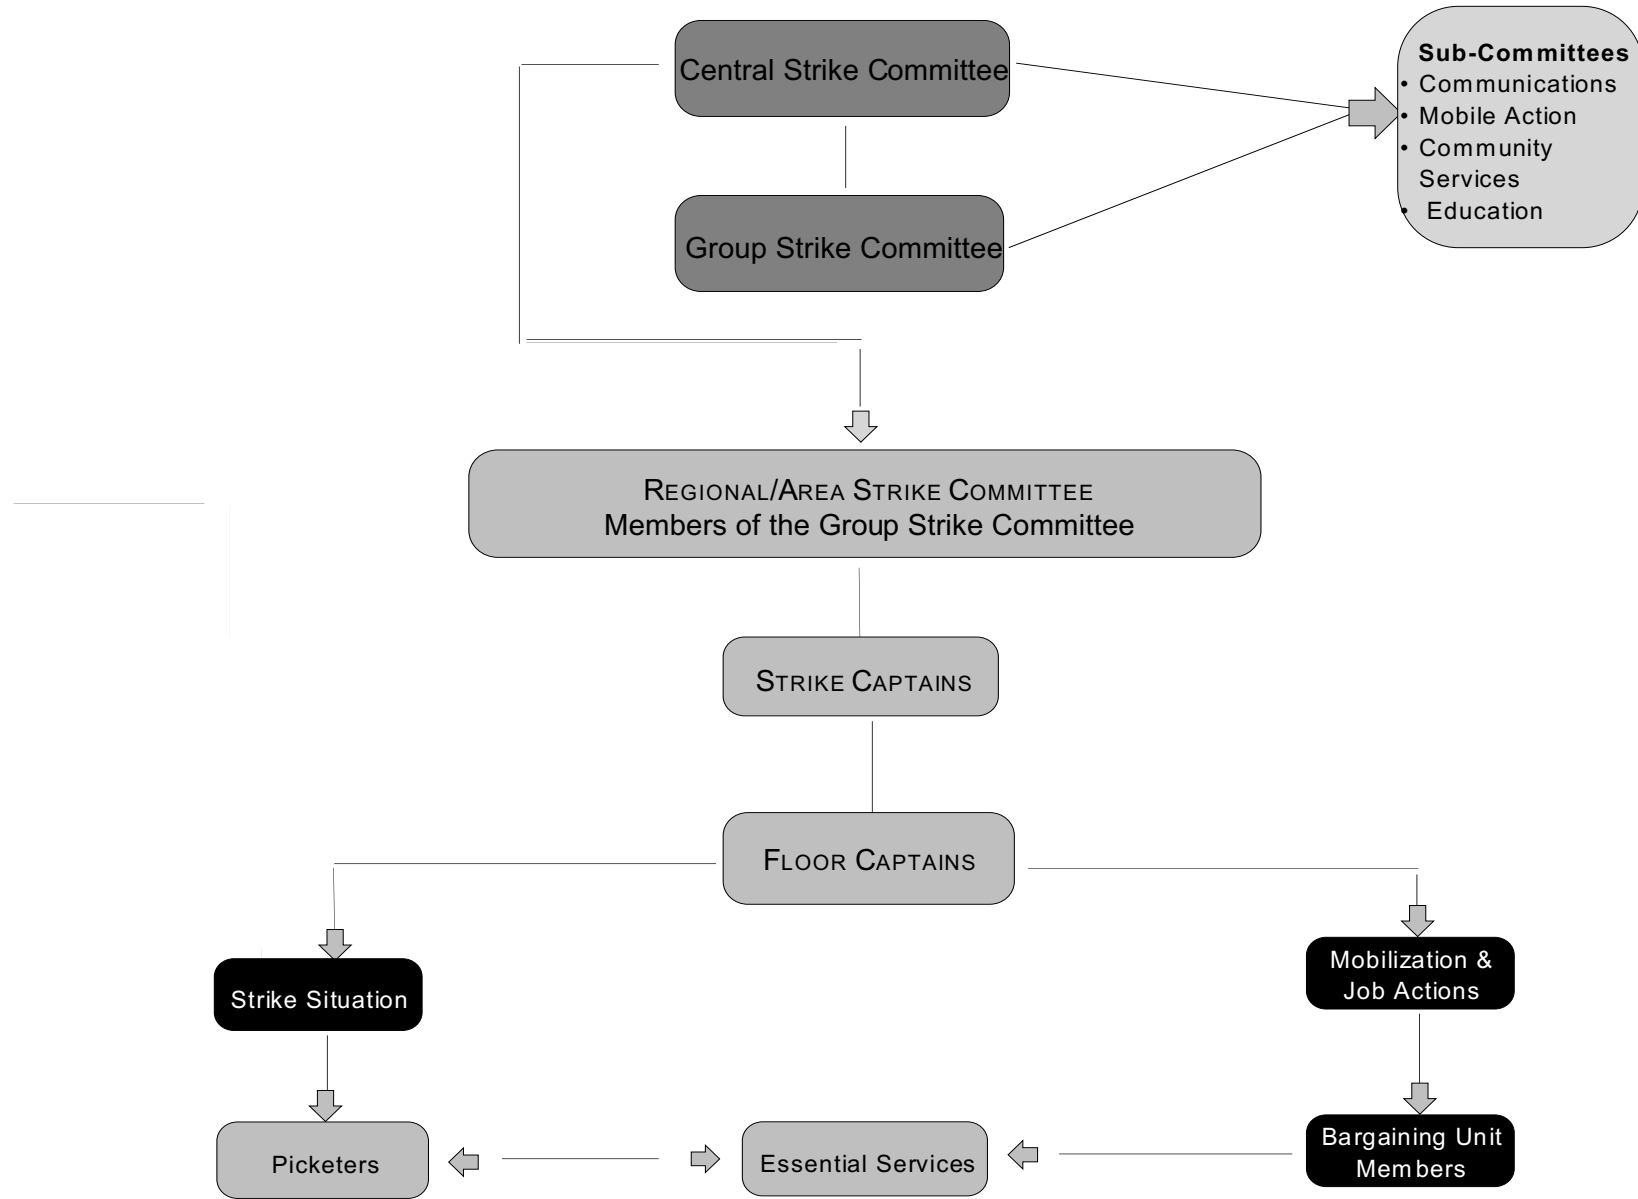 Central Strike Committee
Group Strike Committee
Sub-Committees
• Communications
• Mobile Action
• Community
Services
• Education
REGIONAL/AREA STRIKE COMMITTEE
Members of the Group Strike Committee
STRIKE CAPTAINS
FLOOR CAPTAINS
Strike Situation
Mobilization &
Job Actions
Picketers
Essential Services
Bargaining Unit
Members